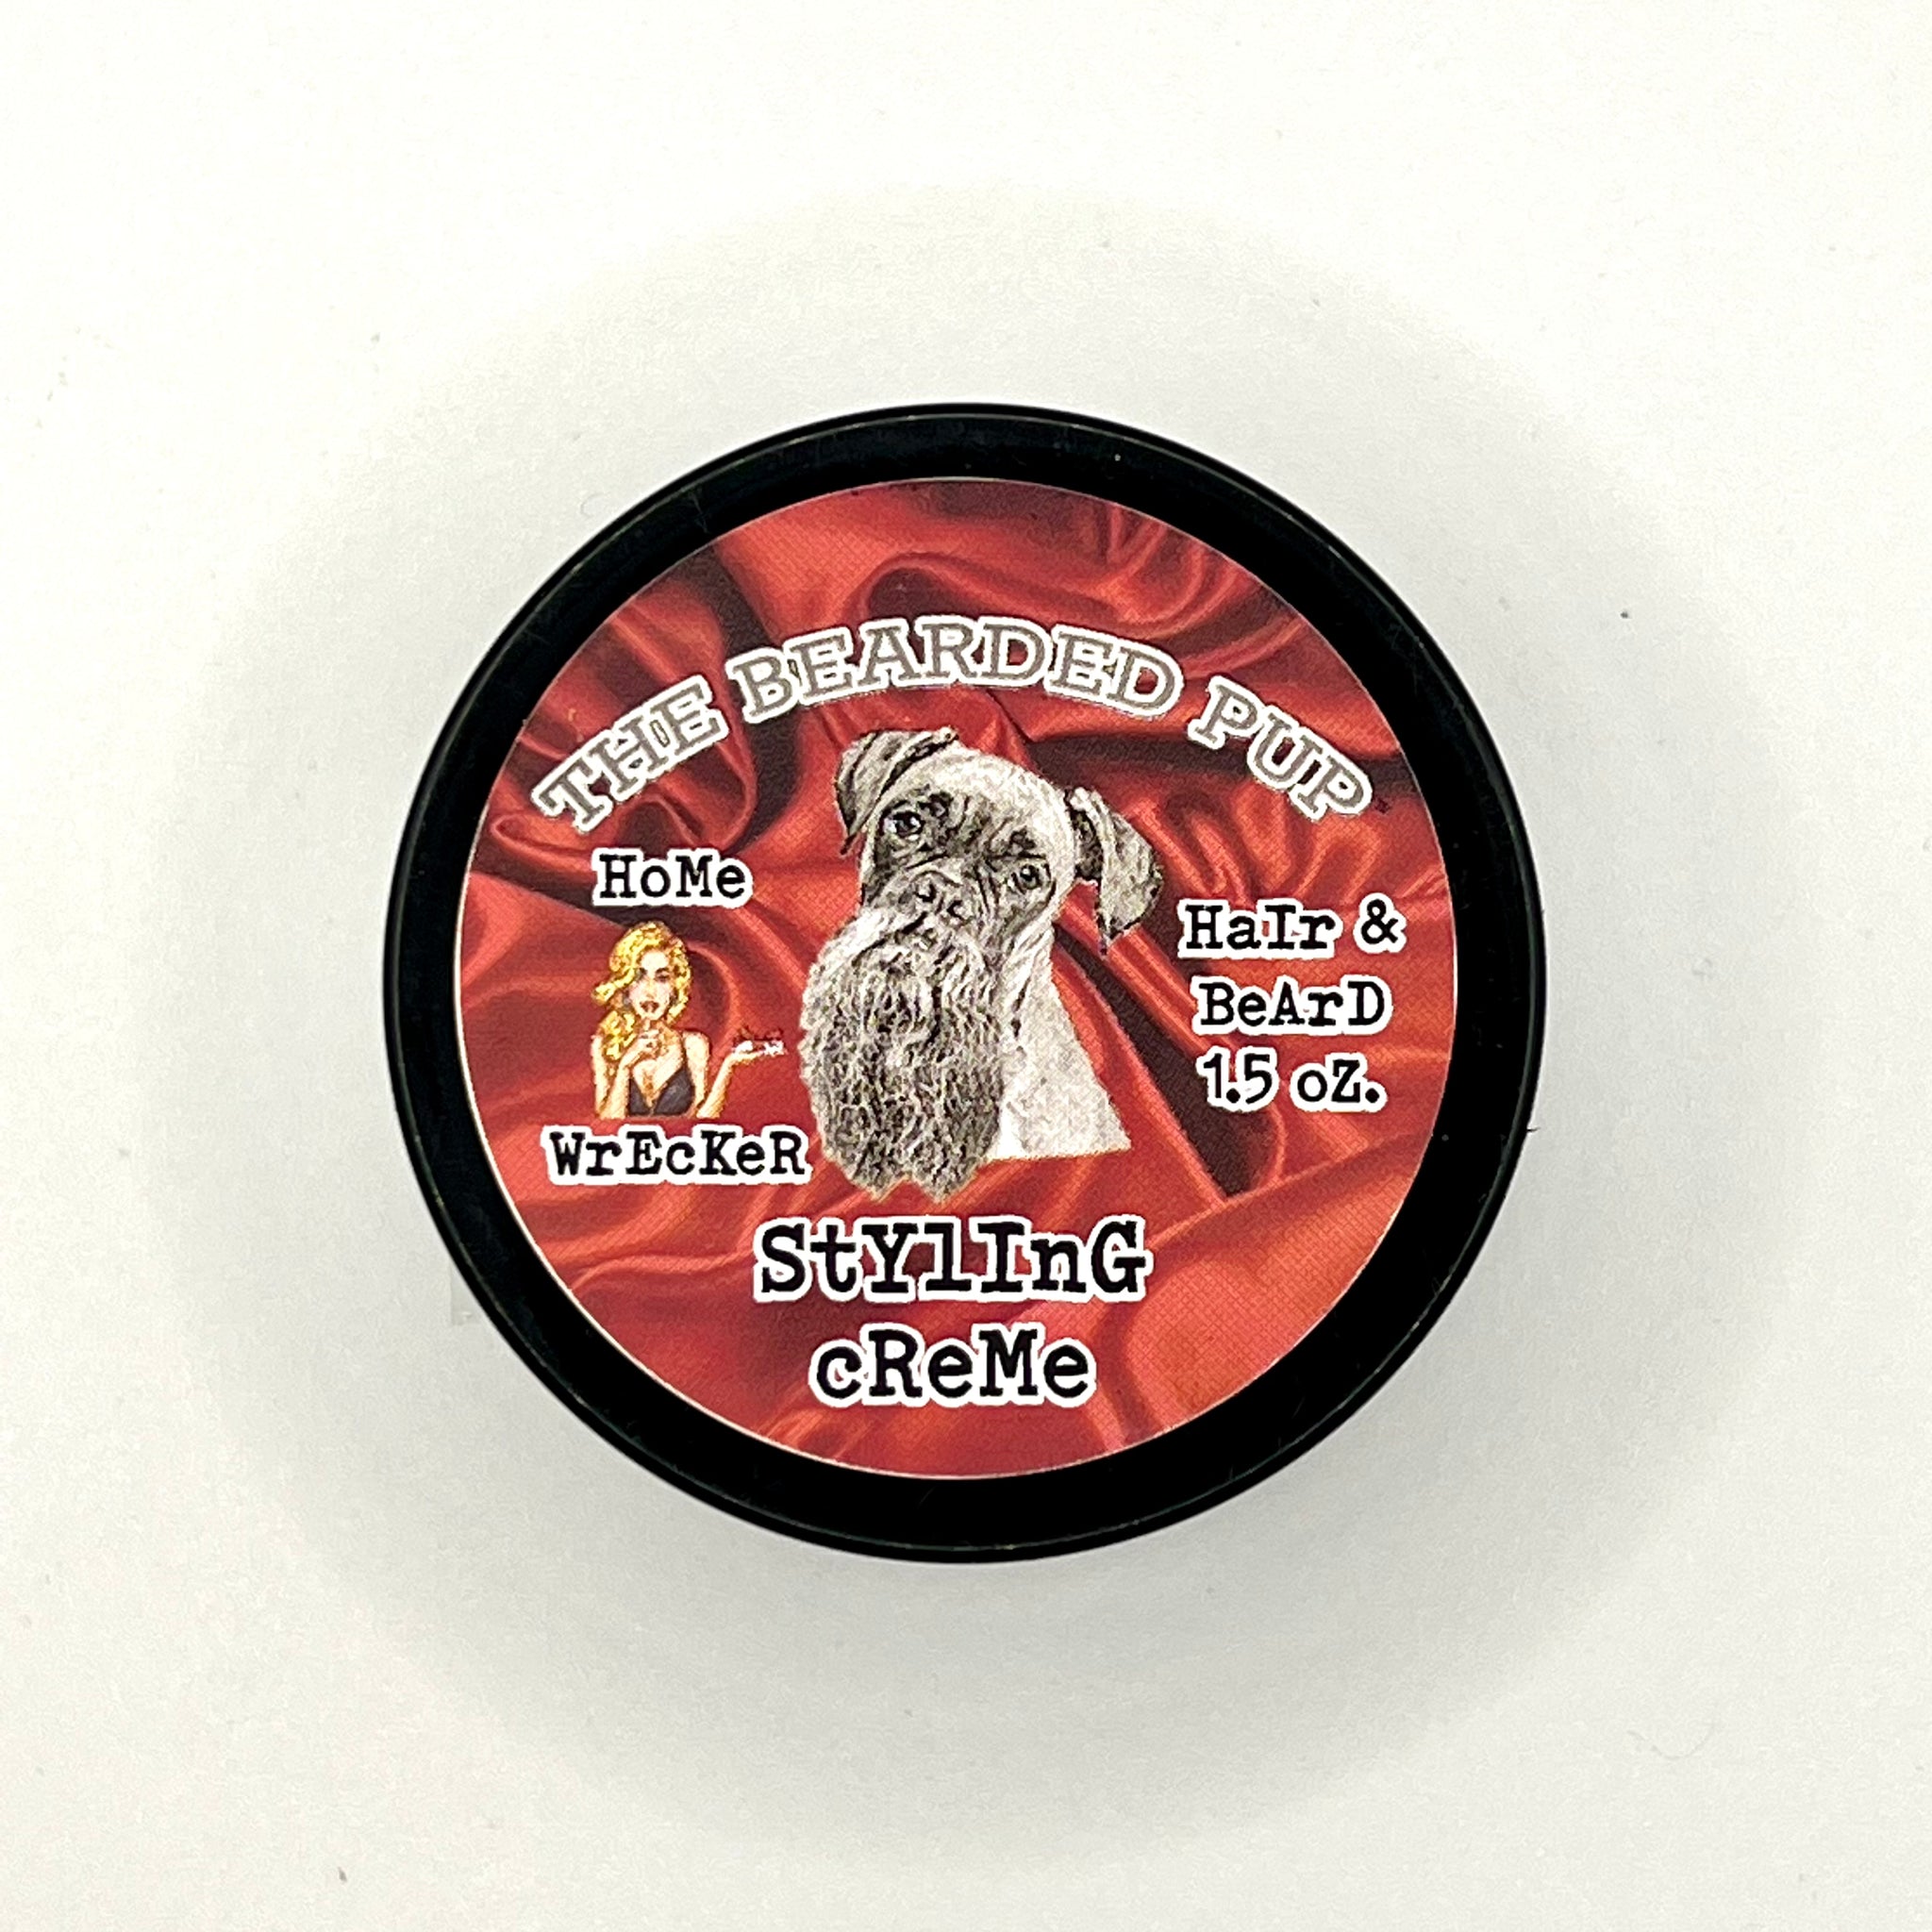 THE BEARDED PUP
HoMe
WrEcKeR
HaIr &
BeArD
1.5 oZ.
StYlInG
cReMe